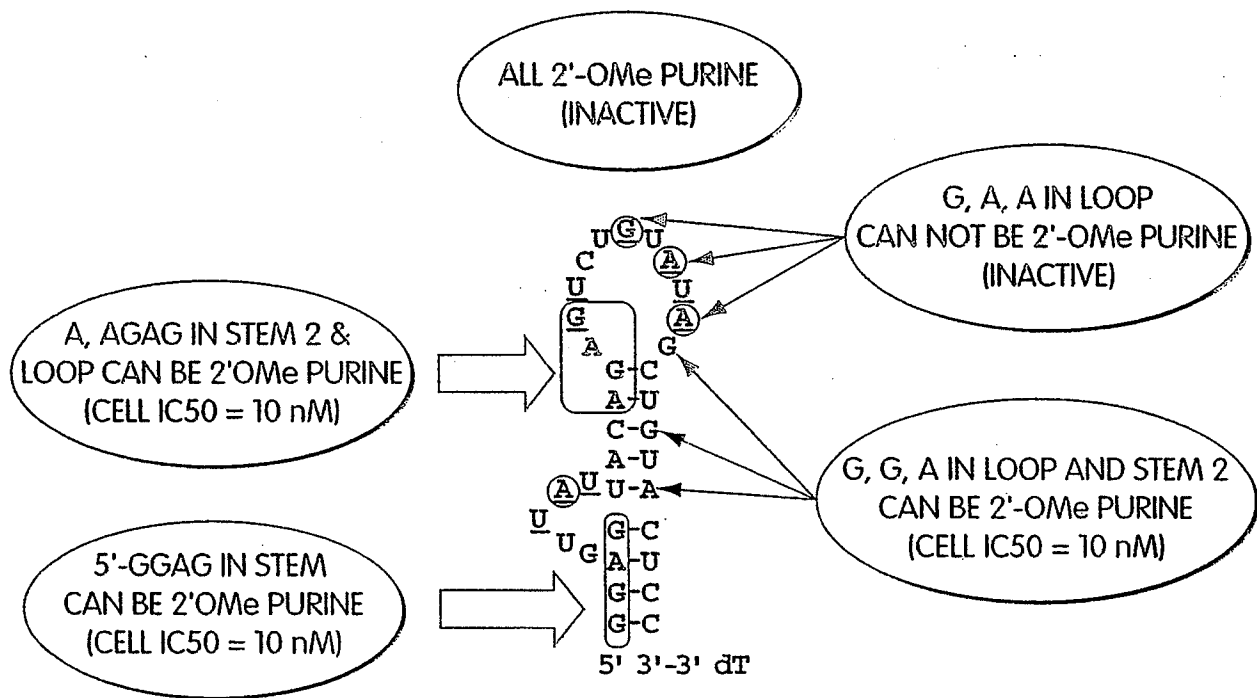 ALL 2'-OMe PURINE
(INACTIVE)
G, A, A IN LOOP
CAN NOT BE 2'-OMe PURINE
(INACTIVE)
A, AGAG IN STEM 2 &
LOOP CAN BE 2'OMe PURINE
(CELL IC50 = 10 nM)
G, G, A IN LOOP AND STEM 2
CAN BE 2'-OMe PURINE
(CELL IC50 = 10 nM)
5'-GGAG IN STEM
CAN BE 2'OMe PURINE
(CELL IC50 = 10 nM)
U G U
C A
U U
G A
A G
G-C
A-U
C-G
A-U
A U U-A
U G-C
U G A-U
G-C
G-C
5' 3'-3' dT